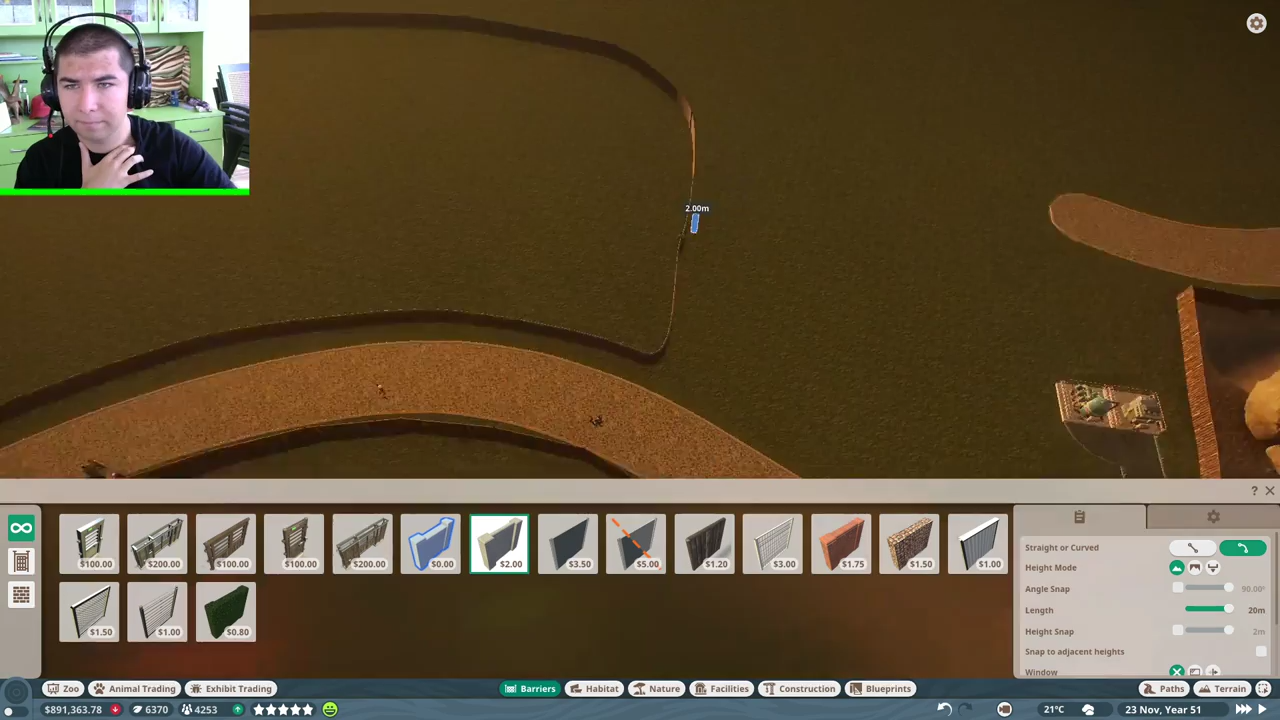 2.00m
$100.00
$200.00
$100.00
$100.00
$200.00
$0.00
$2.00
$3.50
$5.00
$1.20
$3.00
$1.75
$1.50
$1.00
$1.50
$1.00
$0.80
?
Straight or Curved
Height Mode
Angle Snap 90.00°
Length 20m
Height Snap 2m
Snap to adjacent heights
Window
Zoo
Animal Trading
Exhibit Trading
Barriers
Habitat
Nature
Facilities
Construction
Blueprints
Paths
Terrain
$891,363.78
6370
4253
21°C
23 Nov, Year 51